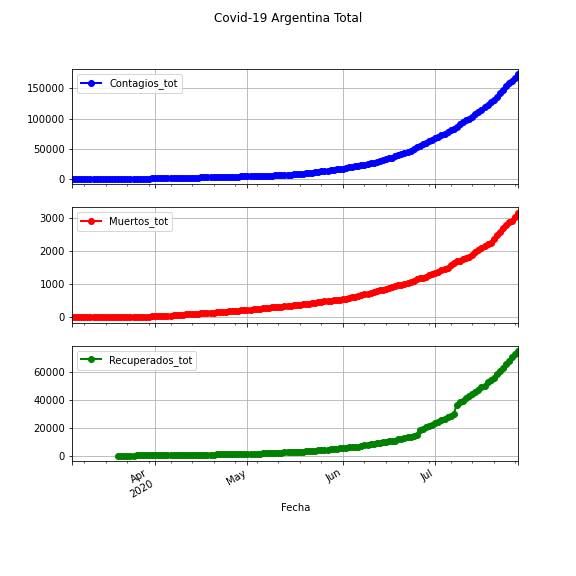 Covid-19 Argentina Total
Contagios_tot
150000
100000
50000
0
Muertos_tot
3000
2000
1000
0
Recuperados_tot
60000
40000
20000
0
Apr
2020
May
Jun
Jul
Fecha